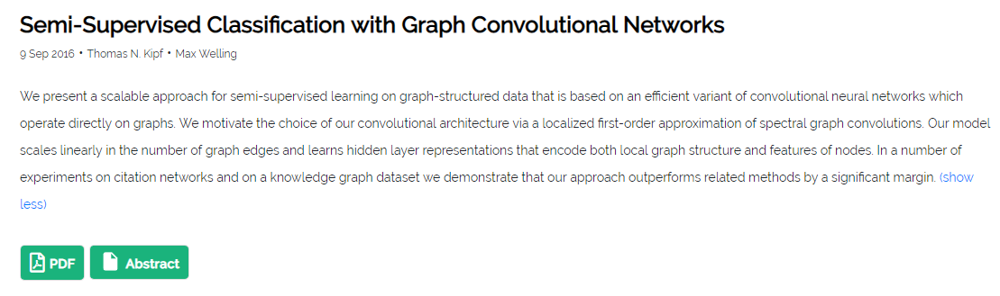 Semi-Supervised Classification with Graph Convolutional Networks
9 Sep 2016 • Thomas N. Kipf • Max Welling
We present a scalable approach for semi-supervised learning on graph-structured data that is based on an efficient variant of convolutional neural networks which
operate directly on graphs. We motivate the choice of our convolutional architecture via a localized first-order approximation of spectral graph convolutions. Our model
scales linearly in the number of graph edges and learns hidden layer representations that encode both local graph structure and features of nodes. In a number of
experiments on citation networks and on a knowledge graph dataset we demonstrate that our approach outperforms related methods by a significant margin. (show
less)
PDF Abstract